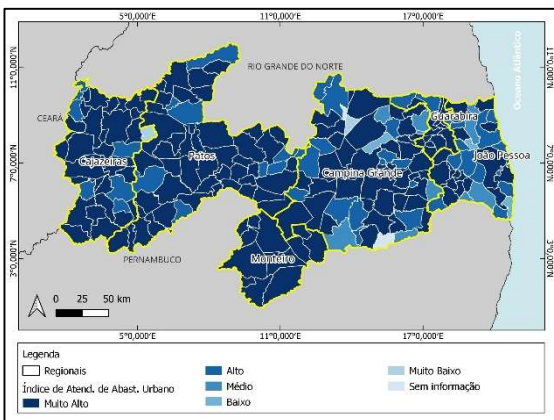 5°0,000'E 11°0,000'E 17°0,000'E
11°0,000'N 11°0,000'N
RIO GRANDE DO NORTE
Oceano Atlântico
CEARÁ
Guarabira
João Pessoa
7°0,000'N Cajazeiras Patos Campina Grande 7°0,000'N
PERNAMBUCO Monteiro
3°0,000'N 3°0,000'N
0 25 50 km
5°0,000'E 11°0,000'E 17°0,000'E
Legenda
Regionais
Índice de Atend. de Abast. Urbano
Muito Alto
Alto
Médio
Baixo
Muito Baixo
Sem informação